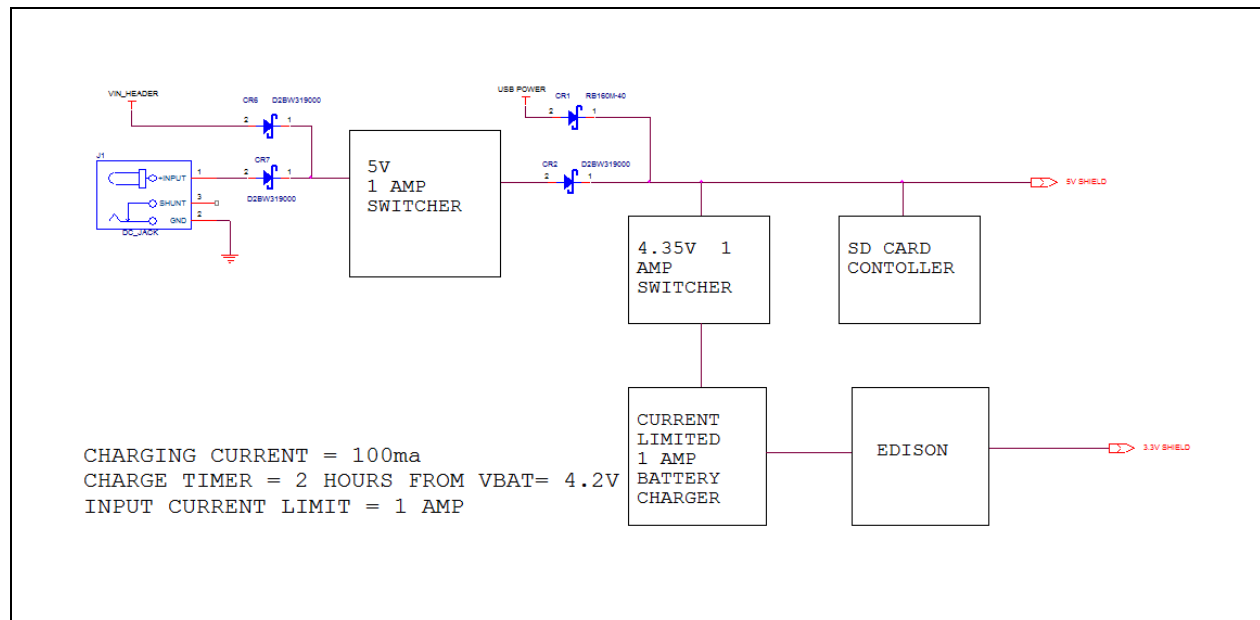 VIN_HEADER
CR6 D2BW319000
2 1
J1
+INPUT 1
SHUNT 3
GND 2
DC_JACK
CR7
2 1
D2BW319000
5V
1 AMP
SWITCHER
USB POWER
CR1 RB160M-40
2 1
CR2 D2BW319000
2 1
5V SHIELD
4.35V 1
AMP
SWITCHER
SD CARD
CONTOLLER
CURRENT
LIMITED
1 AMP
BATTERY
CHARGER
EDISON
3.3V SHIELD
CHARGING CURRENT = 100ma
CHARGE TIMER = 2 HOURS FROM VBAT= 4.2V
INPUT CURRENT LIMIT = 1 AMP